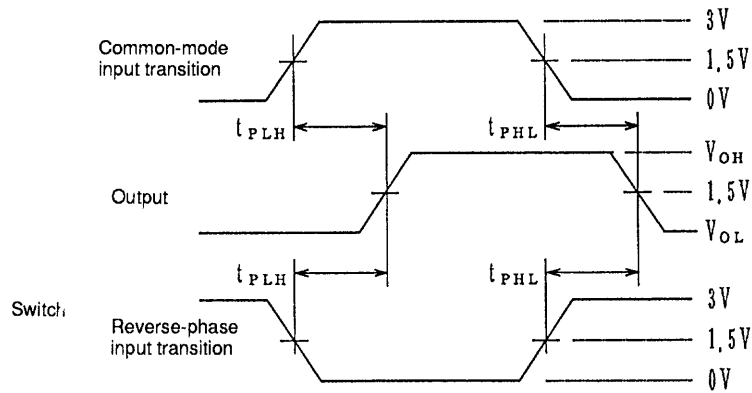 Common-mode
input transition
3V
1.5V
0V
tPLH
tPHL
VOH
Output
1.5V
VOL
tPLH
tPHL
Reverse-phase
input transition
3V
1.5V
0V